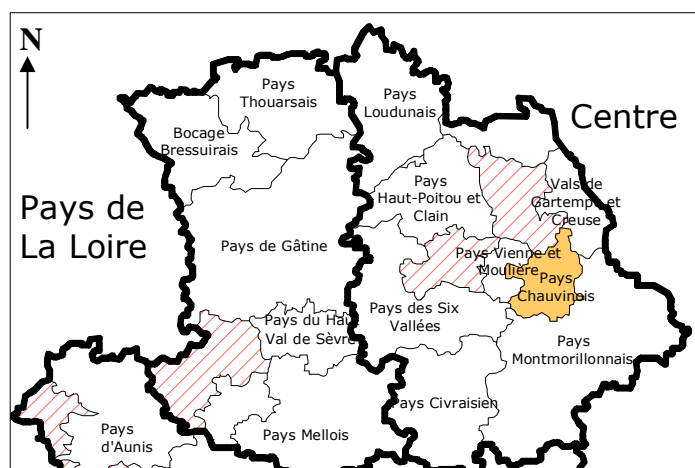 N
Pays
Thouarsais
Pays
Loudunais
Centre
Bocage
Bressuirais
Pays
Haut-Poitou et
Clain
Vals de
Gartempe et
Creuse
Pays de
La Loire
Pays de Gâtine
Pays Vienne et
Moulière
Pays
Chauvinois
Pays du Haut
Val de Sèvre
Pays des Six
Vallées
Pays
Montmorillonnais
Pays Civraisien
Pays
d'Aunis
Pays Mellois